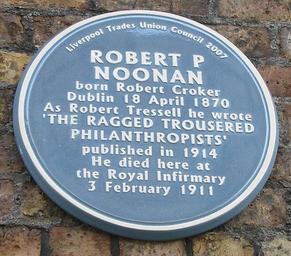 Liverpool Trades Union Council 2007
ROBERT P
NOONAN
born Robert Croker
Dublin 18 April 1870
As Robert Tressell he wrote
'THE RAGGED TROUSERED
PHILANTHROPISTS'
published in 1914
He died here at
the Royal Infirmary
3 February 1911